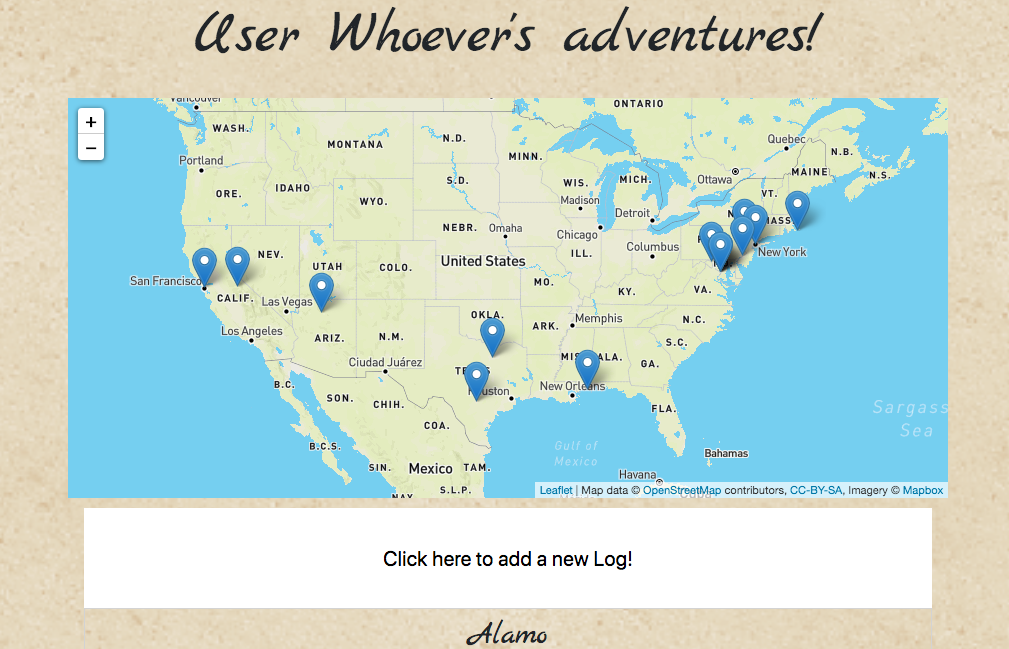 User Whoever's adventures!
Vancouver
ONTARIO
+
WASH.
MONTANA
N.D.
Quebec
−
MINN.
N.B.
Portland
MAINE
N.S.
ORE.
IDAHO
S.D.
WIS.
MICH.
Ottawa
VT.
WYO.
Madison
Detroit
MASS.
NEBR.
Omaha
Chicago
Columbus
New York
NEV.
UTAH
COLO.
United States
ILL.
San Francisco
CALIF.
MO.
KY.
VA.
Las Vegas
OKLA.
ARK.
Memphis
N.C.
Los Angeles
ARIZ.
N.M.
S.C.
Ciudad Juárez
ALA.
GA.
B.C.
Houston
New Orleans
SON.
CHIH.
FLA.
Sargass
COA.
Sea
B.C.S.
Gulf of
Mexico
Bahamas
SIN.
Mexico
TAM.
Havana
NAY.
S.L.P.
Cuba
Leaflet | Map data © OpenStreetMap contributors, CC-BY-SA, Imagery © Mapbox
Click here to add a new Log!
Alamo